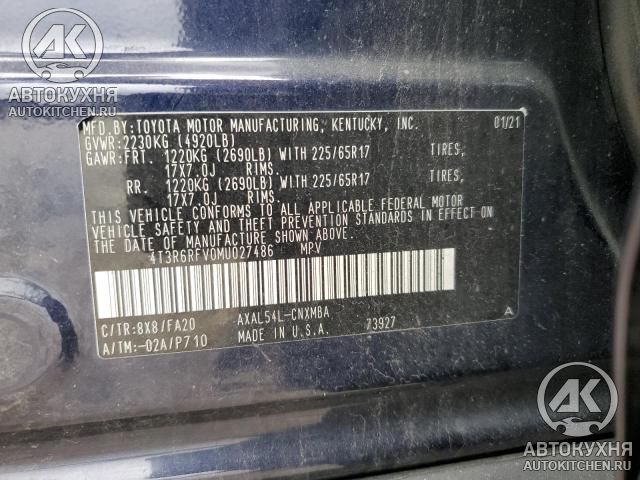 АК
АВТОКУХНЯ
AUTOKITCHEN.RU
MFD.BY:TOYOTA MOTOR MANUFACTURING, KENTUCKY, INC. 01/21
GVWR:2230KG (4920LB)
GAWR:FRT. 1220KG (2690LB) WITH 225/65R17 TIRES,
17X7.0J RIMS.
RR. 1220KG (2690LB) WITH 225/65R17 TIRES,
17X7.0J RIMS.
THIS VEHICLE CONFORMS TO ALL APPLICABLE FEDERAL MOTOR
VEHICLE SAFETY AND THEFT PREVENTION STANDARDS IN EFFECT ON
THE DATE OF MANUFACTURE SHOWN ABOVE.
4T3R6RFV0MU027486 MPV
C/TR:8X8/FA20 AXAL54L-CNXMBA A
A/TM:-02A/P710 MADE IN U.S.A. 73927
АК
АВТОКУХНЯ
AUTOKITCHEN.RU